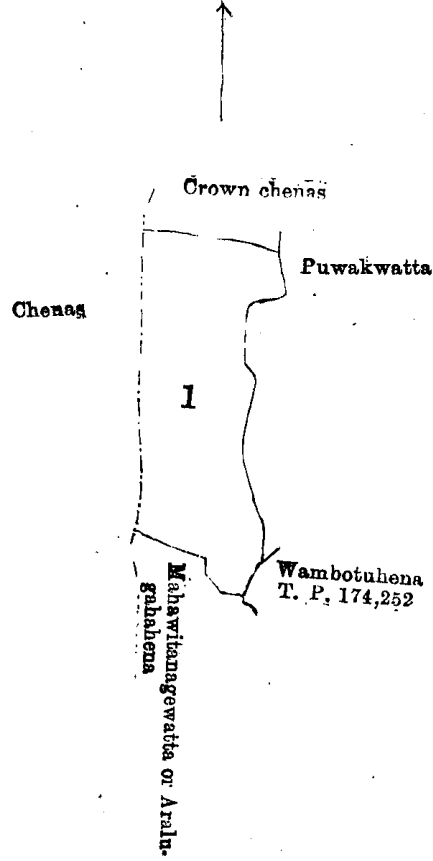 Crown chenas
Puwakwatta
Chenas
1
Wambotuhena
T. P. 174,252
Mahawitanagewatta or Aralu-
gahahena